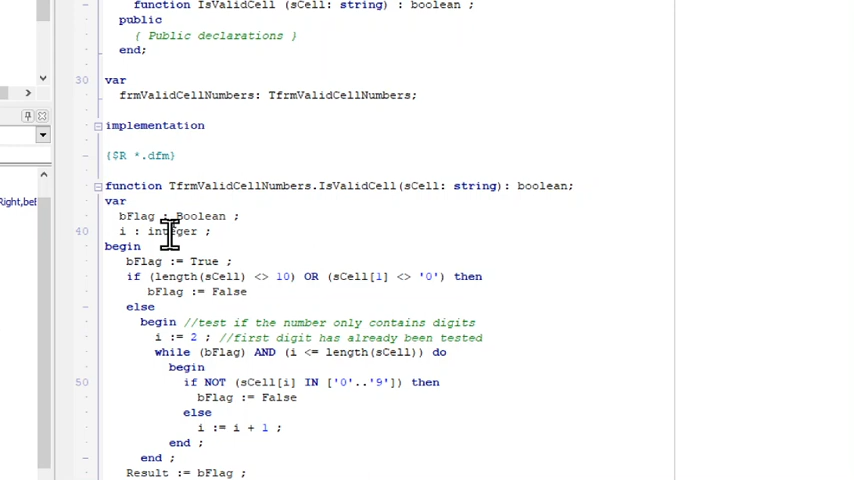 function IsValidCell (sCell: string) : boolean ;
public
{ Public declarations }
end;
30 var
frmValidCellNumbers: TfrmValidCellNumbers;
implementation
{$R *.dfm}
function TfrmValidCellNumbers.IsValidCell(sCell: string): boolean;
Right,beE
var
bFlag : Boolean ;
40 i : integer ;
begin
bFlag := True ;
if (length(sCell) <> 10) OR (sCell[1] <> '0') then
bFlag := False
else
begin //test if the number only contains digits
i := 2 ; //first digit has already been tested
while (bFlag) AND (i <= length(sCell)) do
begin
50 if NOT (sCell[i] IN ['0'..'9']) then
bFlag := False
else
i := i + 1 ;
end ;
end ;
Result := bFlag ;